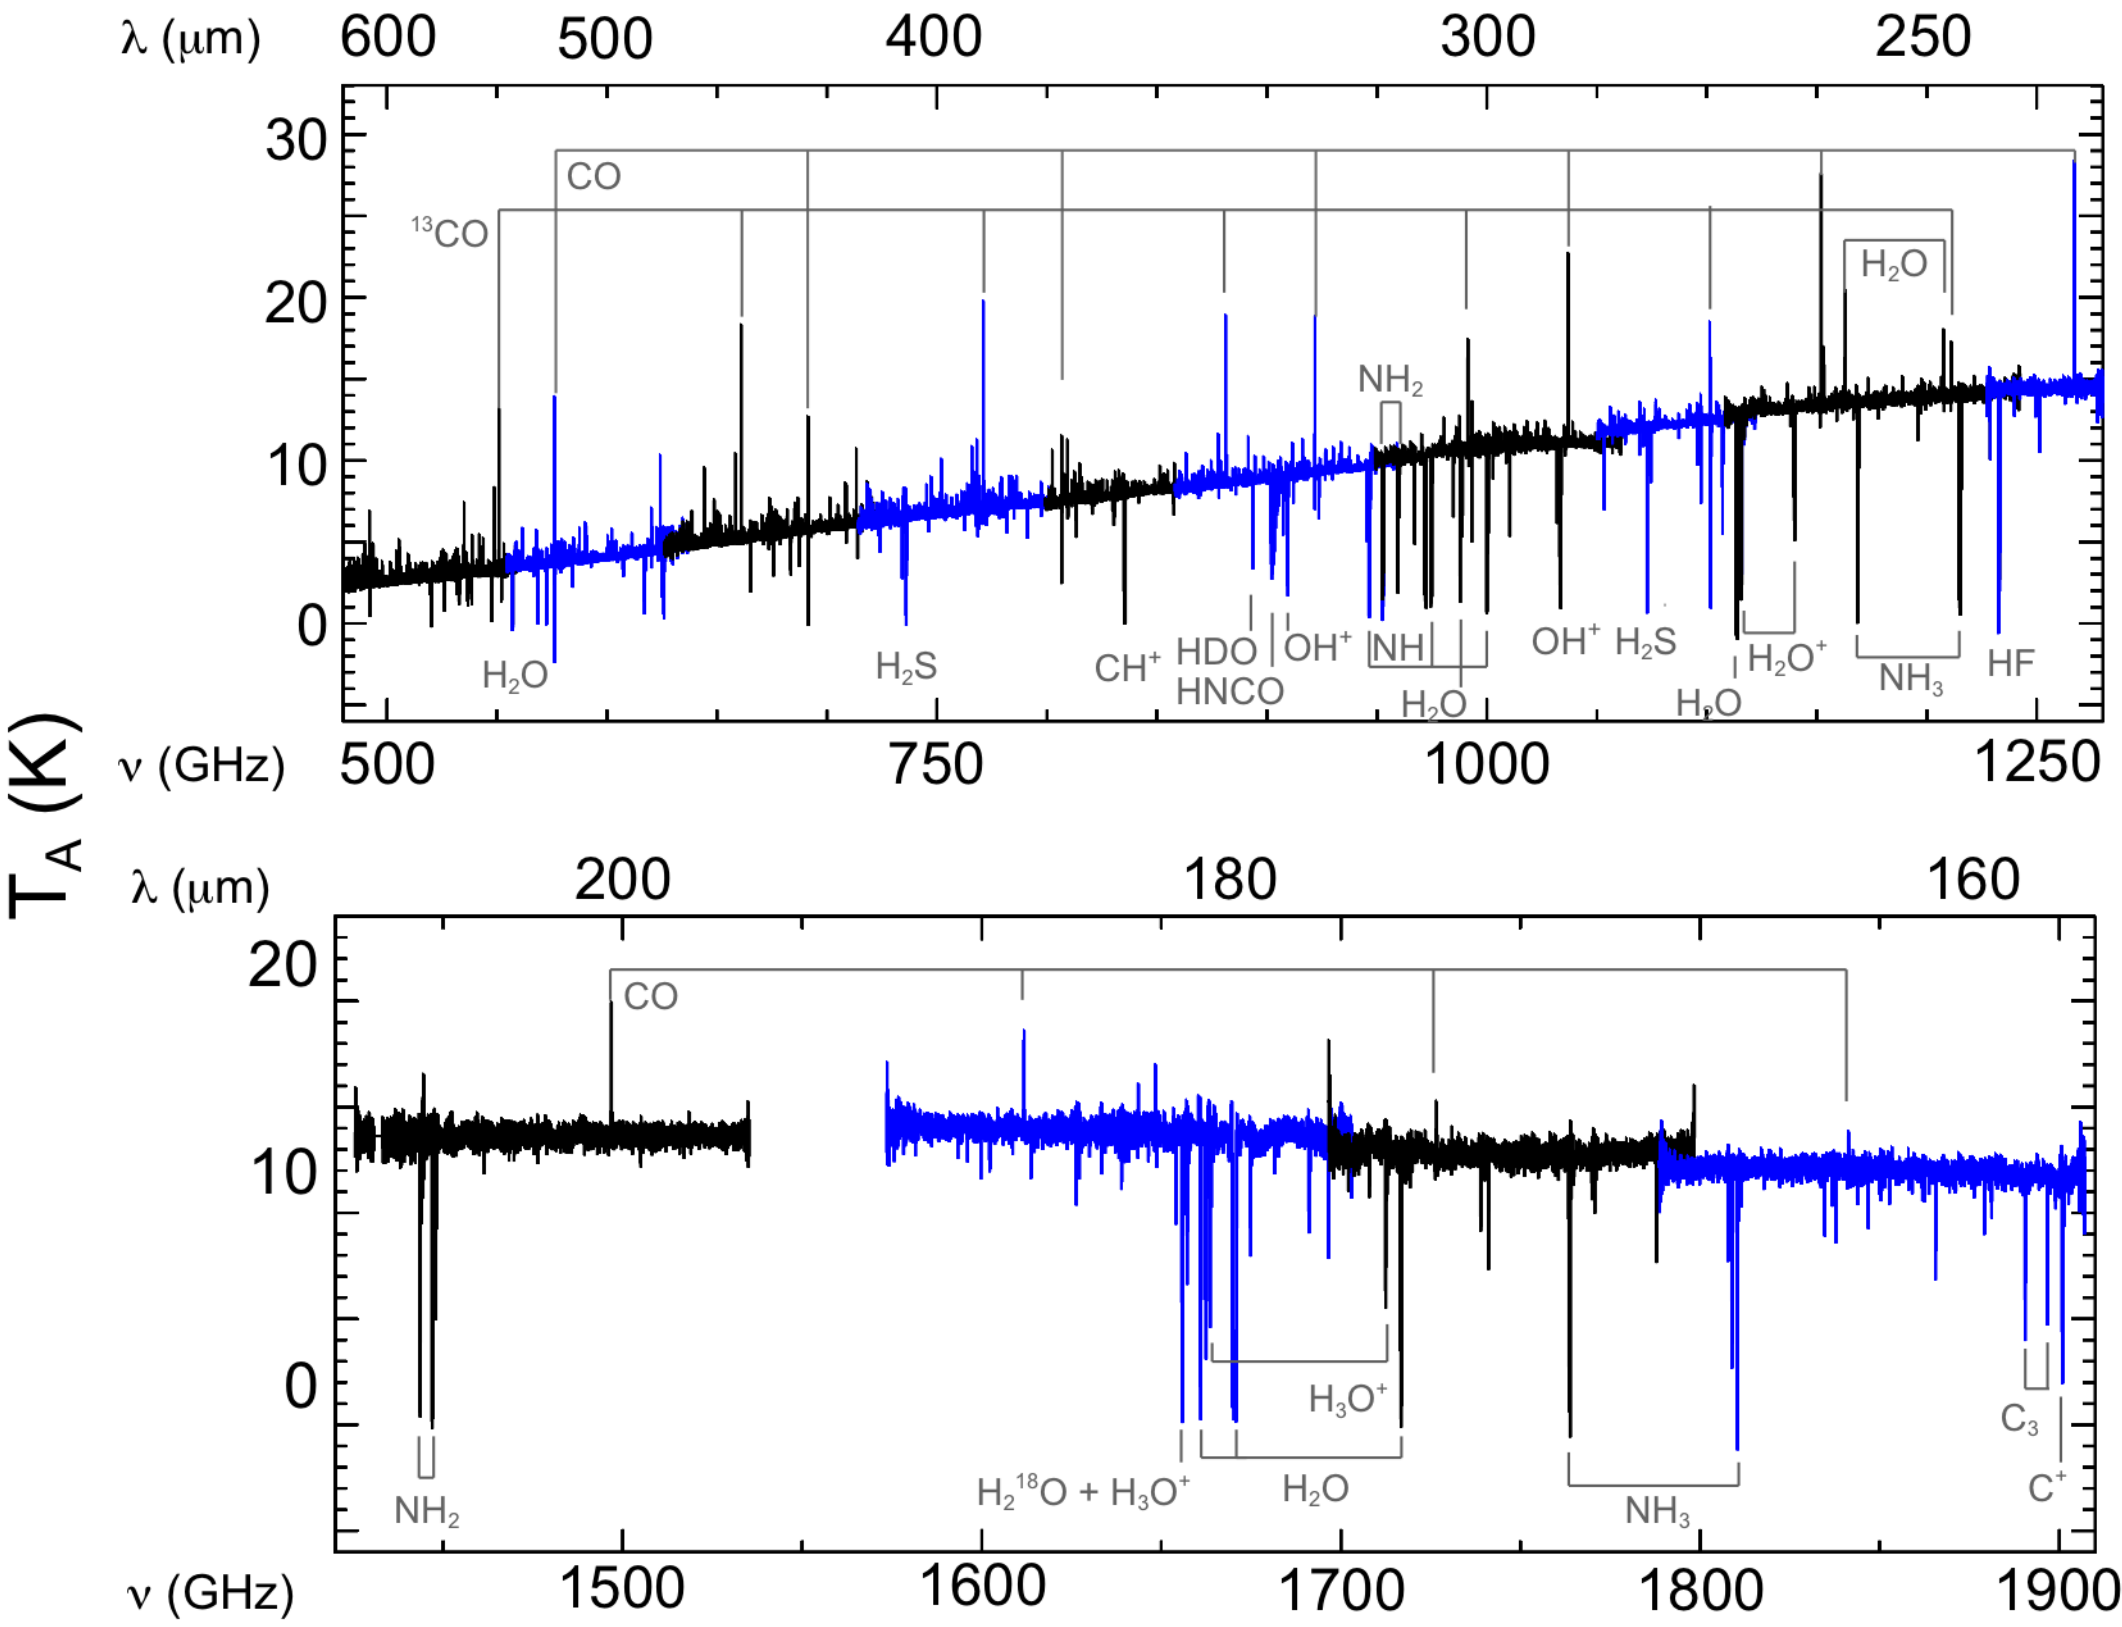 λ (μm) 600 500 400 300 250
30
CO
¹³CO
H₂O
20
NH₂
10
0
HDO OH⁺ NH OH⁺ H₂S H₂O⁺
H₂O H₂S CH⁺ HNCO H₂O H₂O NH₃ HF
ν (GHz) 500 750 1000 1250
T_A (K)
λ (μm) 200 180 160
20
CO
10
0
H₃O⁺
C₃
NH₂ H₂¹⁸O + H₃O⁺ H₂O NH₃ C⁺
ν (GHz) 1500 1600 1700 1800 1900